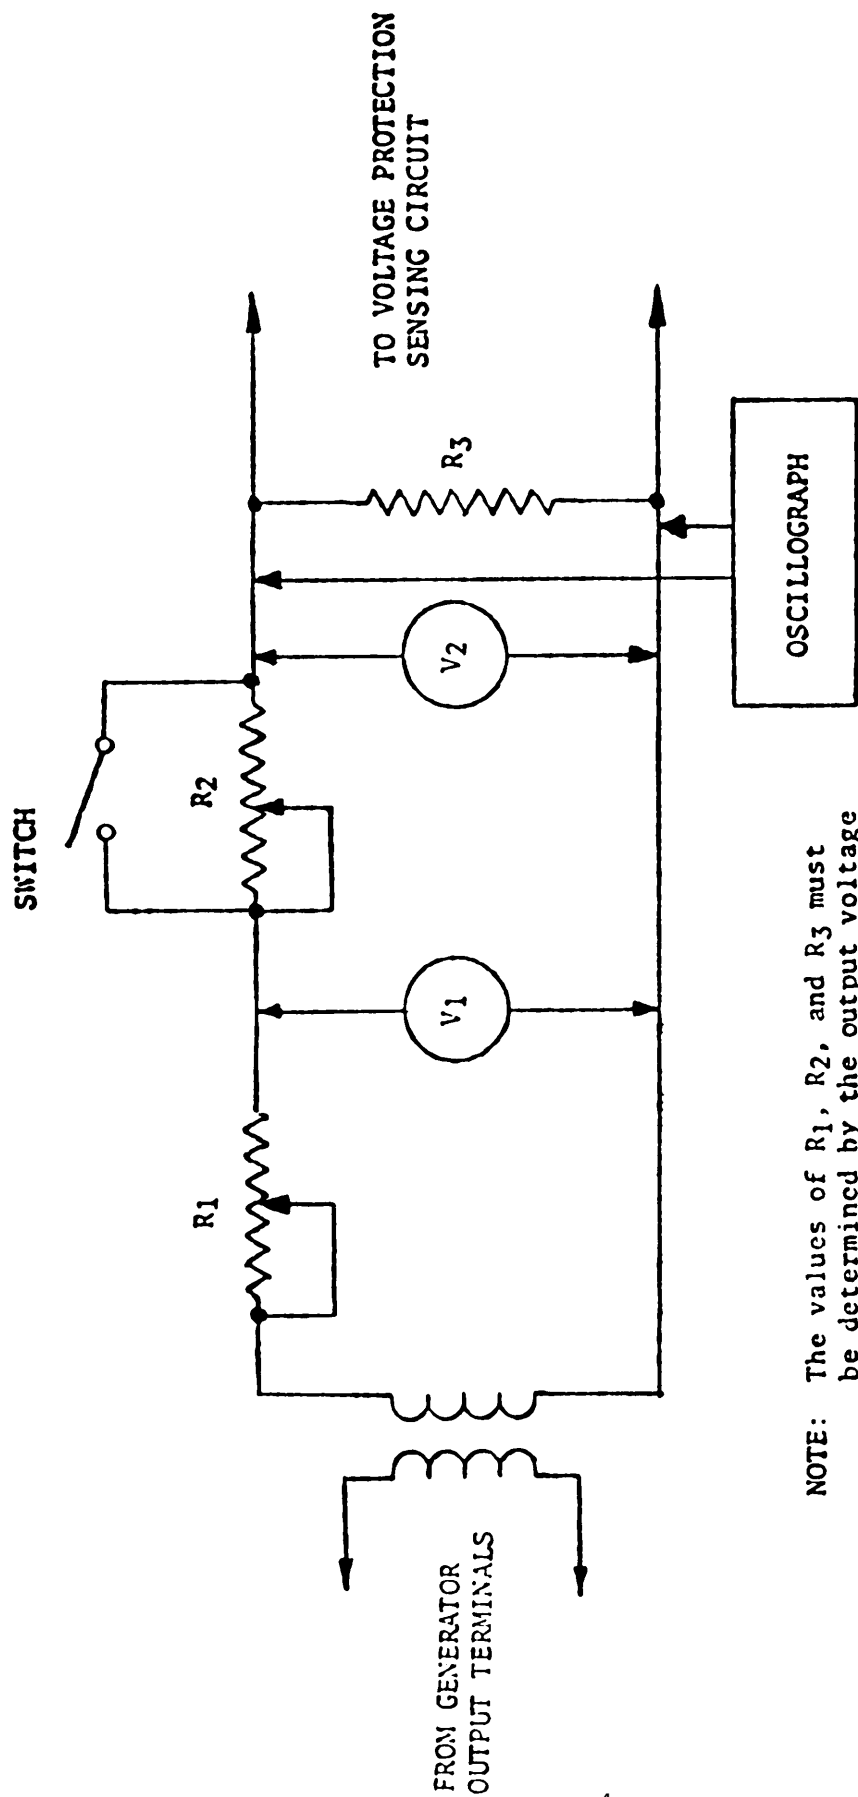 SWITCH
TO VOLTAGE PROTECTION
SENSING CIRCUIT
R1
R2
R3
V1
V2
FROM GENERATOR
OUTPUT TERMINALS
OSCILLOGRAPH
NOTE: The values of R1, R2, and R3 must
be determined by the output voltage